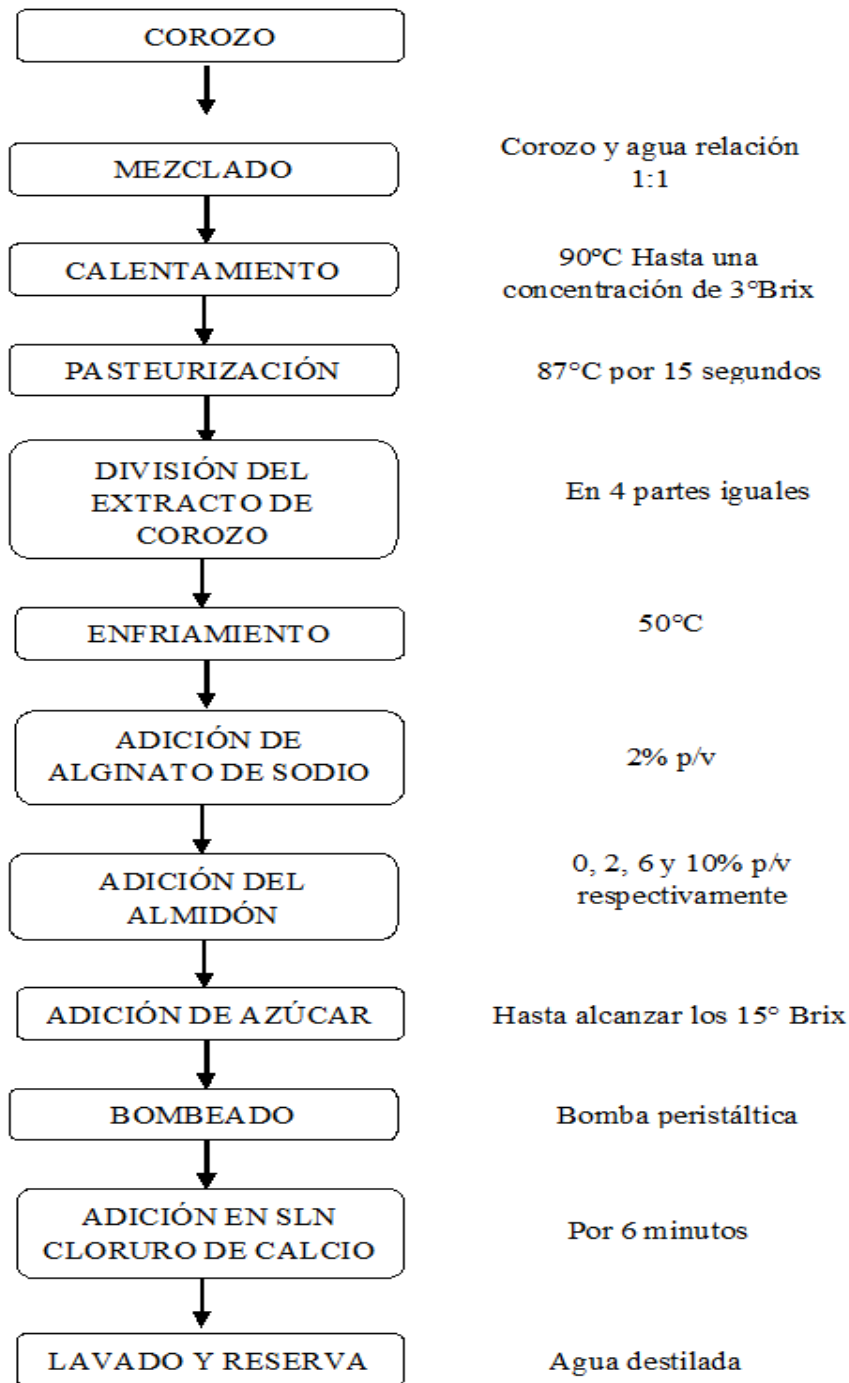 COROZO
MEZCLADO
Corozo y agua relación
1:1
CALENTAMIENTO
90°C Hasta una
concentración de 3°Brix
PASTEURIZACIÓN
87°C por 15 segundos
DIVISIÓN DEL
EXTRACTO DE
COROZO
En 4 partes iguales
ENFRIAMIENTO
50°C
ADICIÓN DE
ALGINATO DE SODIO
2% p/v
ADICIÓN DEL
ALMIDÓN
0, 2, 6 y 10% p/v
respectivamente
ADICIÓN DE AZÚCAR
Hasta alcanzar los 15° Brix
BOMBEADO
Bomba peristáltica
ADICIÓN EN SLN
CLORURO DE CALCIO
Por 6 minutos
LAVADO Y RESERVA
Agua destilada